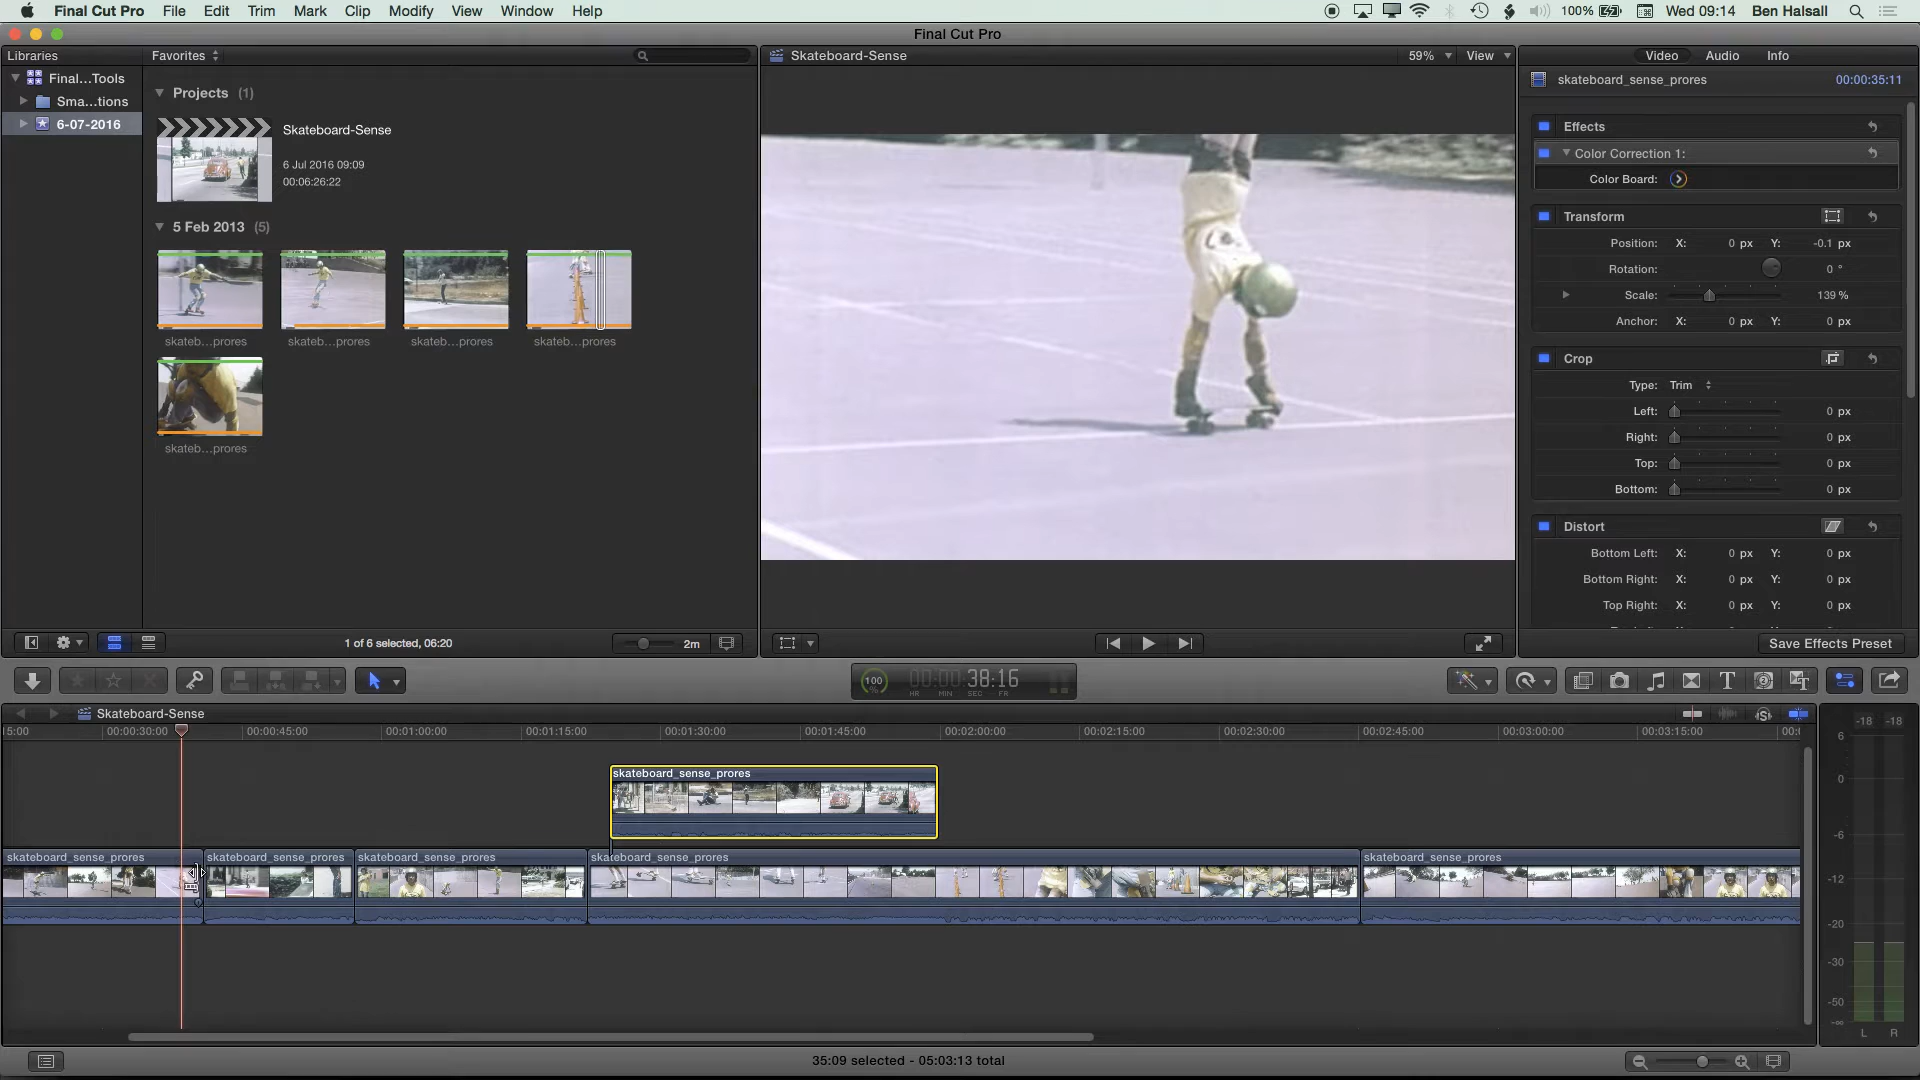 Final Cut Pro File Edit Trim Mark Clip Modify View Window Help 100% Wed 09:14 Ben Halsall
Final Cut Pro
Libraries
Final...Tools
Sma...tions
6-07-2016
Favorites
Projects (1)
Skateboard-Sense
6 Jul 2016 09:09
00:06:26:22
5 Feb 2013 (5)
skateb...prores skateb...prores skateb...prores skateb...prores
skateb...prores
1 of 6 selected, 06:20 2m
Skateboard-Sense 59% View
Video Audio Info
skateboard_sense_prores 00:00:35:11
Effects
Color Correction 1:
Color Board:
Transform
Position: X: 0 px Y: -0.1 px
Rotation: 0 °
Scale: 139 %
Anchor: X: 0 px Y: 0 px
Crop
Type: Trim
Left: 0 px
Right: 0 px
Top: 0 px
Bottom: 0 px
Distort
Bottom Left: X: 0 px Y: 0 px
Bottom Right: X: 0 px Y: 0 px
Top Right: X: 0 px Y: 0 px
Save Effects Preset
100 % 00:00:38:16
HR MIN SEC FR
Skateboard-Sense
15:00 00:00:30:00 00:00:45:00 00:01:00:00 00:01:15:00 00:01:30:00 00:01:45:00 00:02:00:00 00:02:15:00 00:02:30:00 00:02:45:00 00:03:00:00 00:03:15:00
skateboard_sense_prores
skateboard_sense_prores skateboard_sense_prores skateboard_sense_prores skateboard_sense_prores skateboard_sense_prores
-18 -18
6
0
-6
-12
-20
-30
-50
-∞
L R
35:09 selected - 05:03:13 total